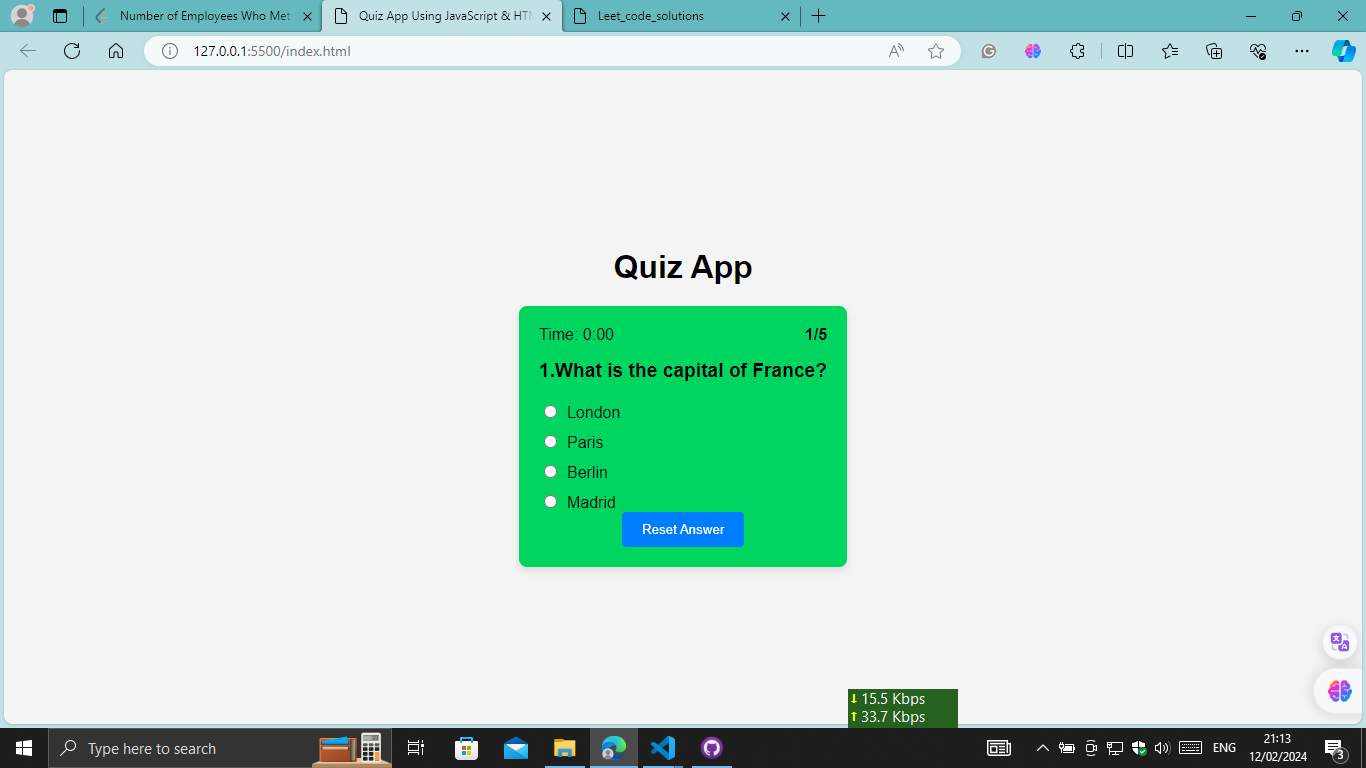 Number of Employees Who Met
Quiz App Using JavaScript & HTM
Leet_code_solutions
127.0.0.1:5500/index.html
Quiz App
Time: 0:00
1/5
1.What is the capital of France?
London
Paris
Berlin
Madrid
Reset Answer
15.5 Kbps
33.7 Kbps
Type here to search
ENG
21:13
12/02/2024
3